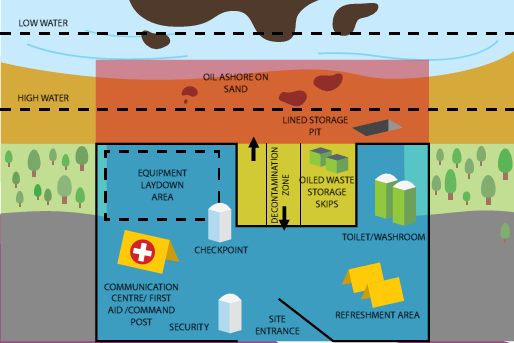 LOW WATER
OIL ASHORE ON
SAND
HIGH WATER
LINED STORAGE
PIT
EQUIPMENT
LAYDOWN
AREA
DECONTAMINATION
ZONE
OILED WASTE
STORAGE
SKIPS
CHECKPOINT
TOILET/WASHROOM
COMMUNICATION
CENTRE/ FIRST
AID /COMMAND
POST
SECURITY
SITE
ENTRANCE
REFRESHMENT AREA